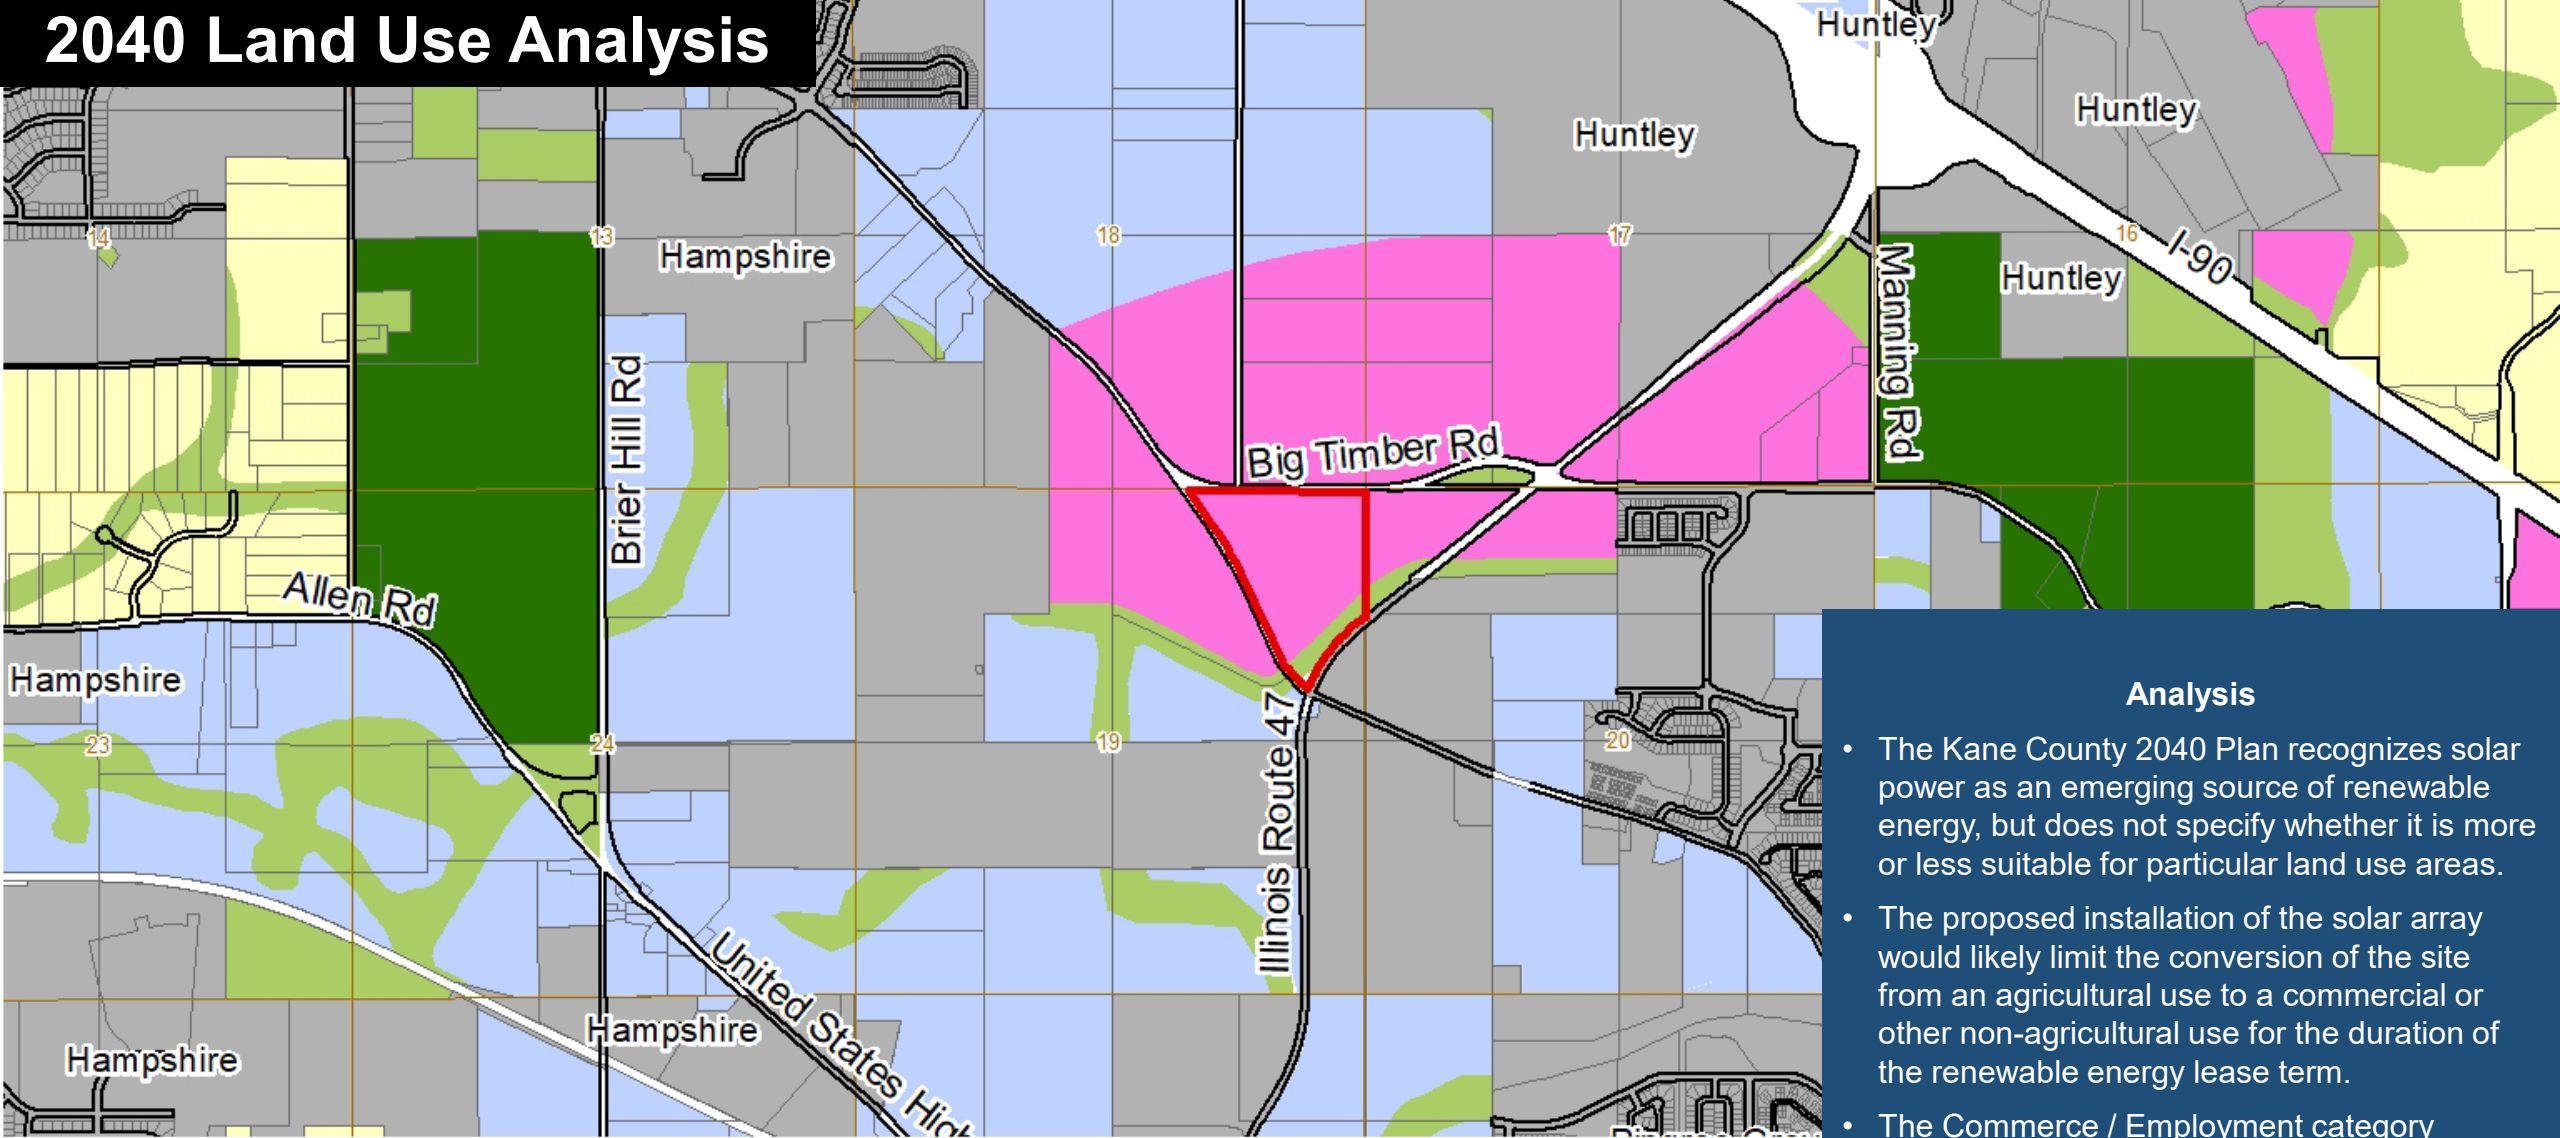 2040 Land Use Analysis
Huntley
Huntley
Huntley
14
13
Hampshire
18
17
16
I-90
Huntley
Manning Rd
Brier Hill Rd
Big Timber Rd
Allen Rd
Hampshire
23
24
19
20
Illinois Route 47
United States High
Hampshire
Hampshire
Analysis
• The Kane County 2040 Plan recognizes solar
power as an emerging source of renewable
energy, but does not specify whether it is more
or less suitable for particular land use areas.
• The proposed installation of the solar array
would likely limit the conversion of the site
from an agricultural use to a commercial or
other non-agricultural use for the duration of
the renewable energy lease term.
• The Commerce / Employment category